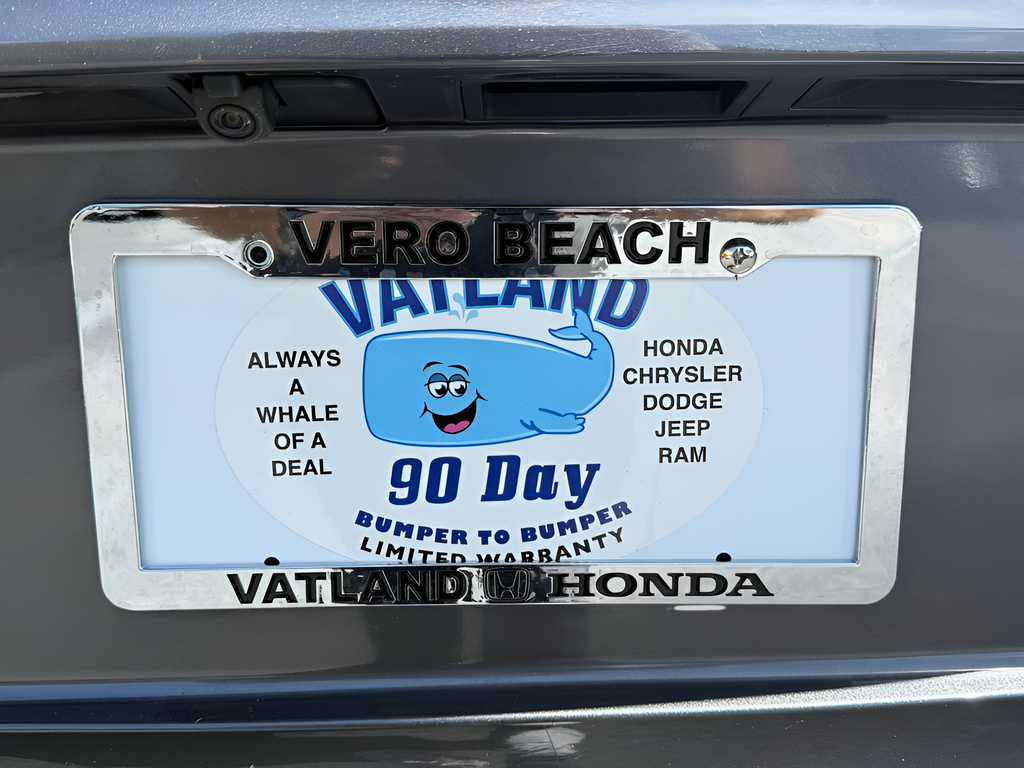 VERO BEACH
VATLAND
ALWAYS
A
WHALE
OF A
DEAL
HONDA
CHRYSLER
DODGE
JEEP
RAM
90 Day
BUMPER TO BUMPER
LIMITED WARRANTY
VATLAND HONDA